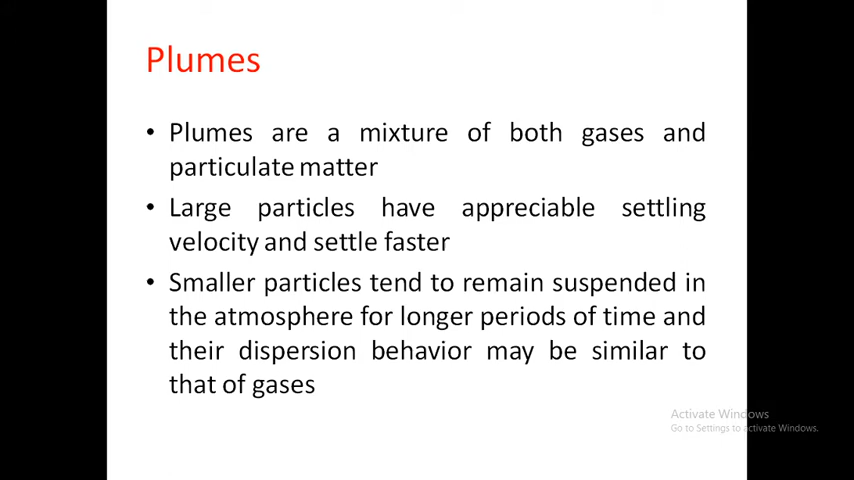 Plumes
• Plumes are a mixture of both gases and
particulate matter
• Large particles have appreciable settling
velocity and settle faster
• Smaller particles tend to remain suspended in
the atmosphere for longer periods of time and
their dispersion behavior may be similar to
that of gases
Activate Windows
Go to Settings to activate Windows.